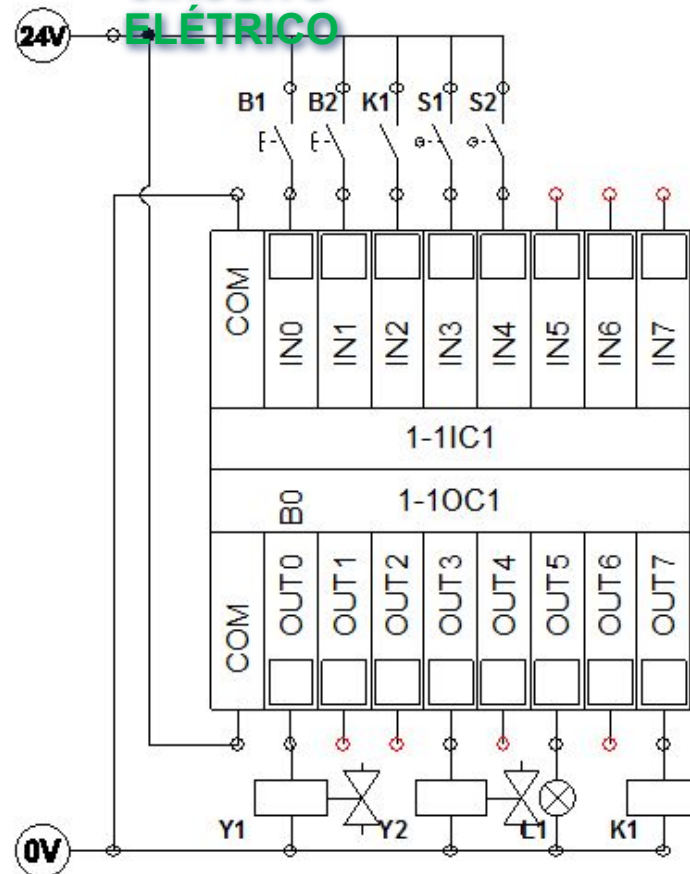 ELÉTRICO
24V
B1 B2 K1 S1 S2
COM IN0 IN1 IN2 IN3 IN4 IN5 IN6 IN7
1-1IC1
B0 1-1OC1
COM OUT0 OUT1 OUT2 OUT3 OUT4 OUT5 OUT6 OUT7
Y1 Y2 L1 K1
0V